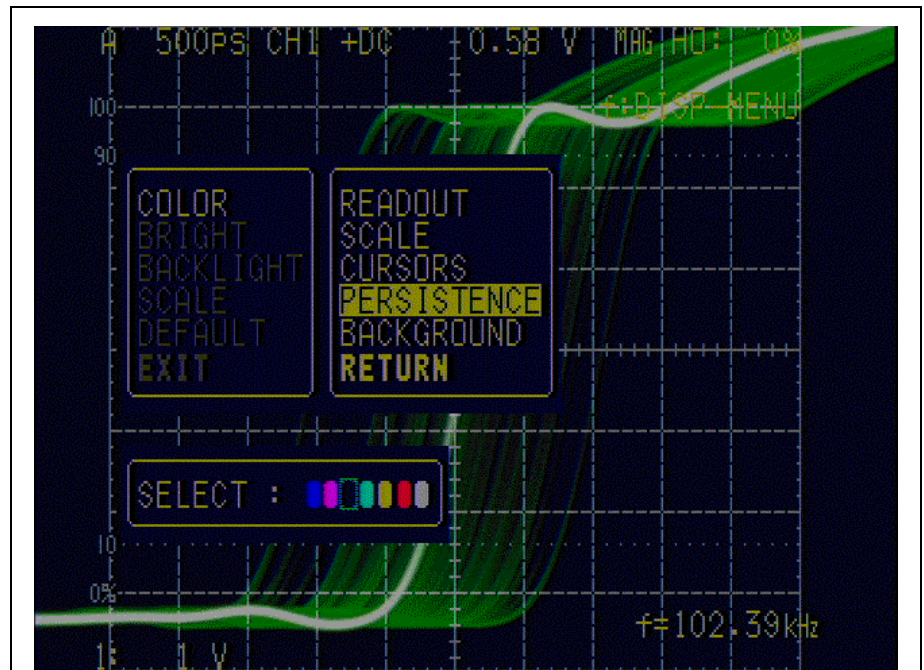 A 500PS CH1 +DC +0.58 V MAG HO: 0%
f:DISP MENU
100
90
COLOR
BRIGHT
BACKLIGHT
SCALE
DEFAULT
EXIT
READOUT
SCALE
CURSORS
PERSISTENCE
BACKGROUND
RETURN
SELECT :
10
0%
f=102.39kHz
1: 1 V